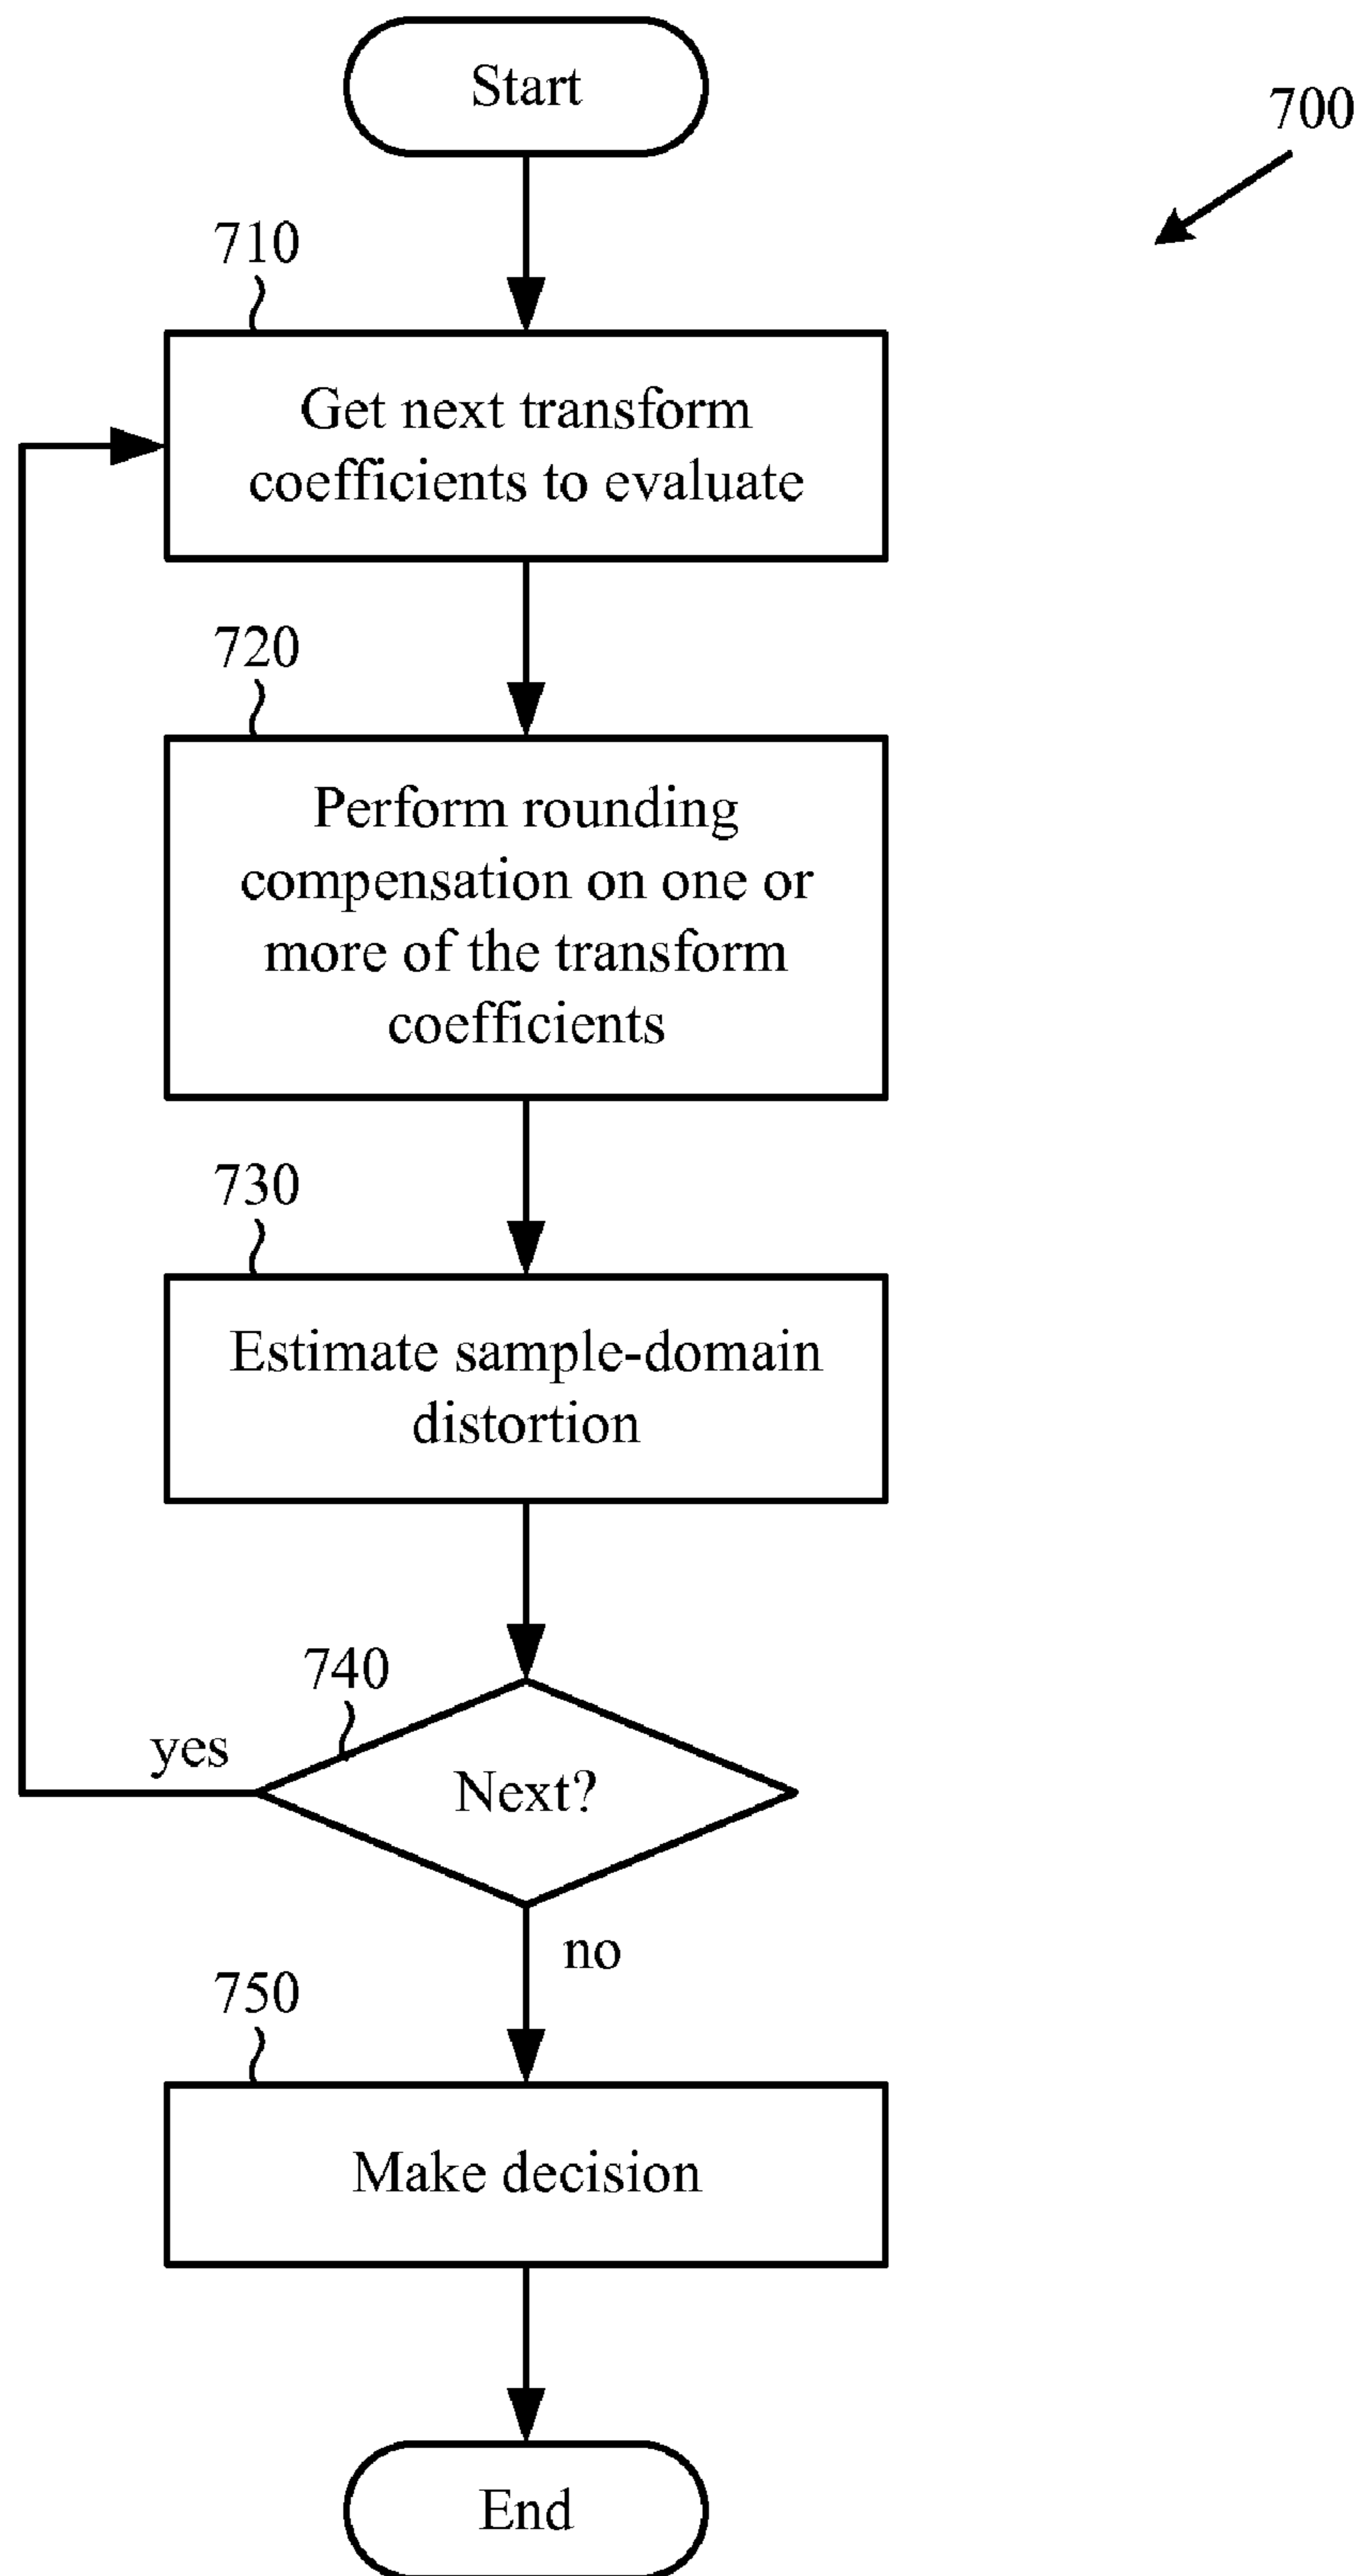 Start
700
710
Get next transform
coefficients to evaluate
720
Perform rounding
compensation on one or
more of the transform
coefficients
730
Estimate sample-domain
distortion
740
yes
Next?
no
750
Make decision
End